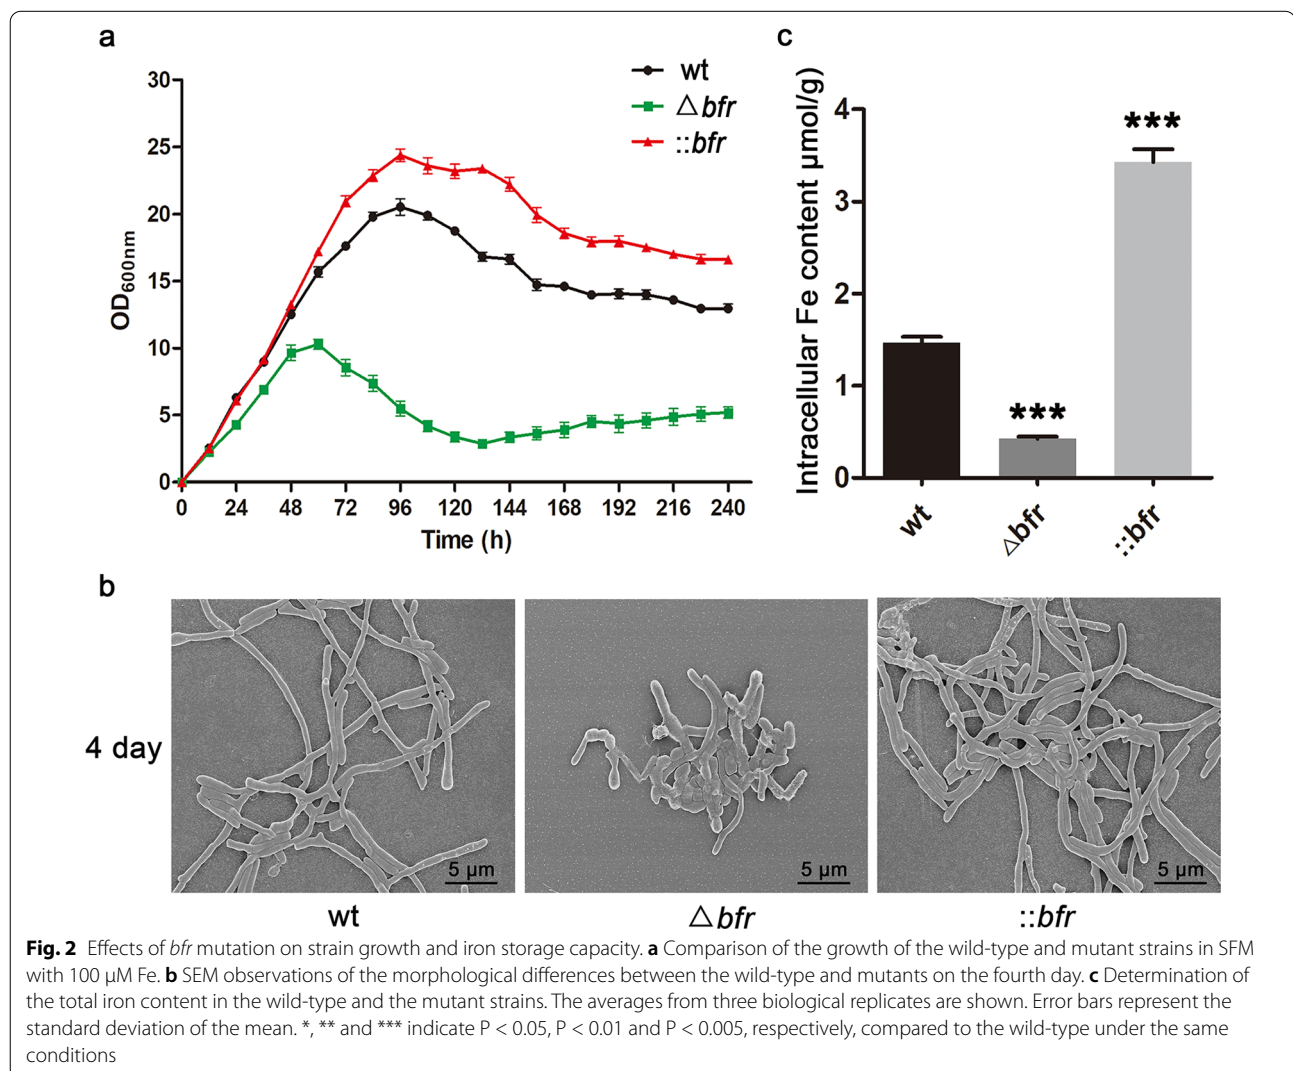 a
30
25
20
15
10
5
0
OD600nm
0 24 48 72 96 120 144 168 192 216 240
Time (h)
wt
△bfr
::bfr
c
Intracellular Fe content μmol/g)
4
3
2
1
0
***
***
wt
△bfr
::bfr
b
4 day
5 μm
5 μm
5 μm
wt
△bfr
::bfr
Fig. 2 Effects of bfr mutation on strain growth and iron storage capacity. a Comparison of the growth of the wild-type and mutant strains in SFM
with 100 μM Fe. b SEM observations of the morphological differences between the wild-type and mutants on the fourth day. c Determination of
the total iron content in the wild-type and the mutant strains. The averages from three biological replicates are shown. Error bars represent the
standard deviation of the mean. *, ** and *** indicate P < 0.05, P < 0.01 and P < 0.005, respectively, compared to the wild-type under the same
conditions